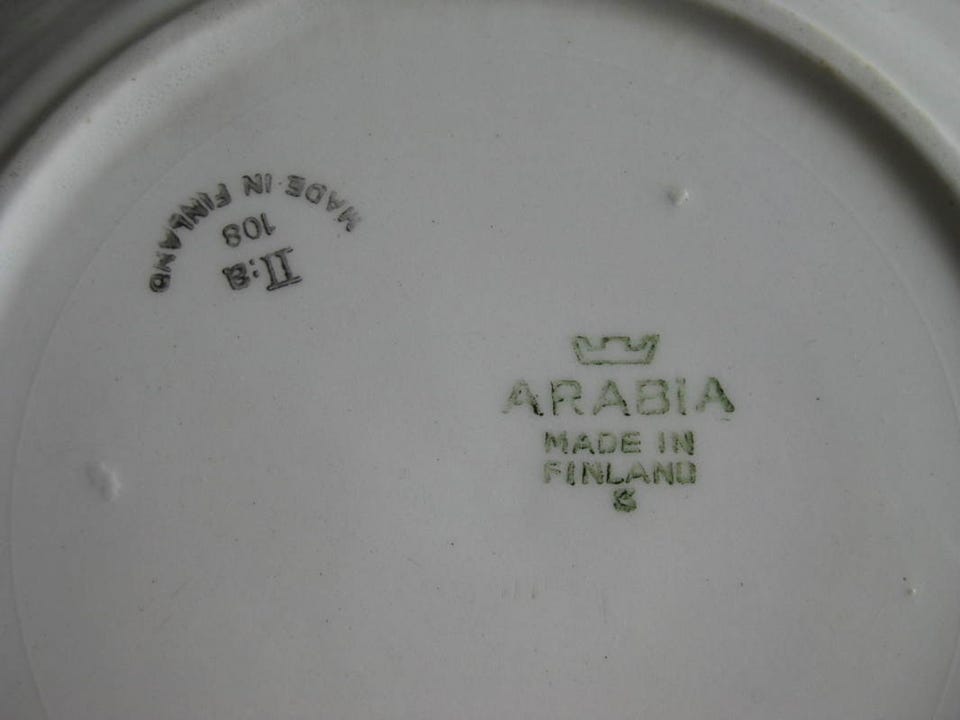 II:a
108
MADE IN FINLAND
ARABIA
MADE IN
FINLAND